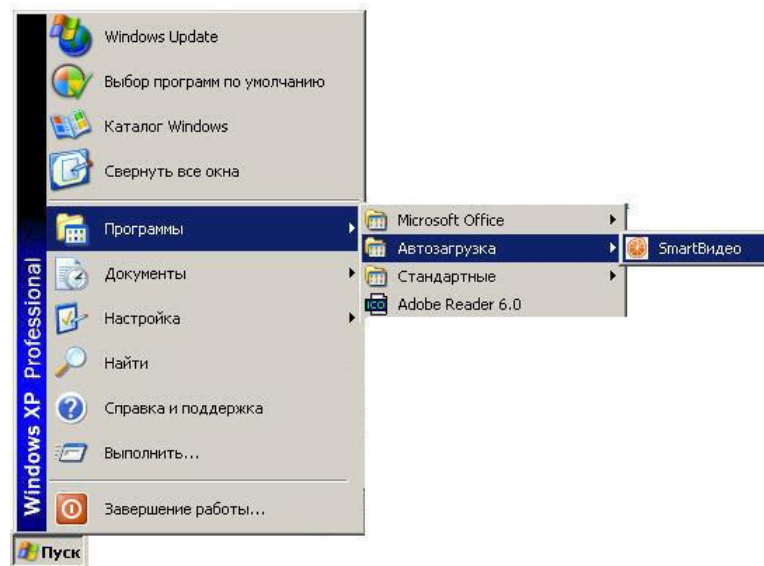 Windows Update
Выбор программ по умолчанию
Каталог Windows
Свернуть все окна
Программы
Документы
Настройка
Найти
Справка и поддержка
Выполнить...
Завершение работы...
Windows XP Professional
Пуск
Microsoft Office
Автозагрузка
Стандартные
ICO Adobe Reader 6.0
SmartВидео